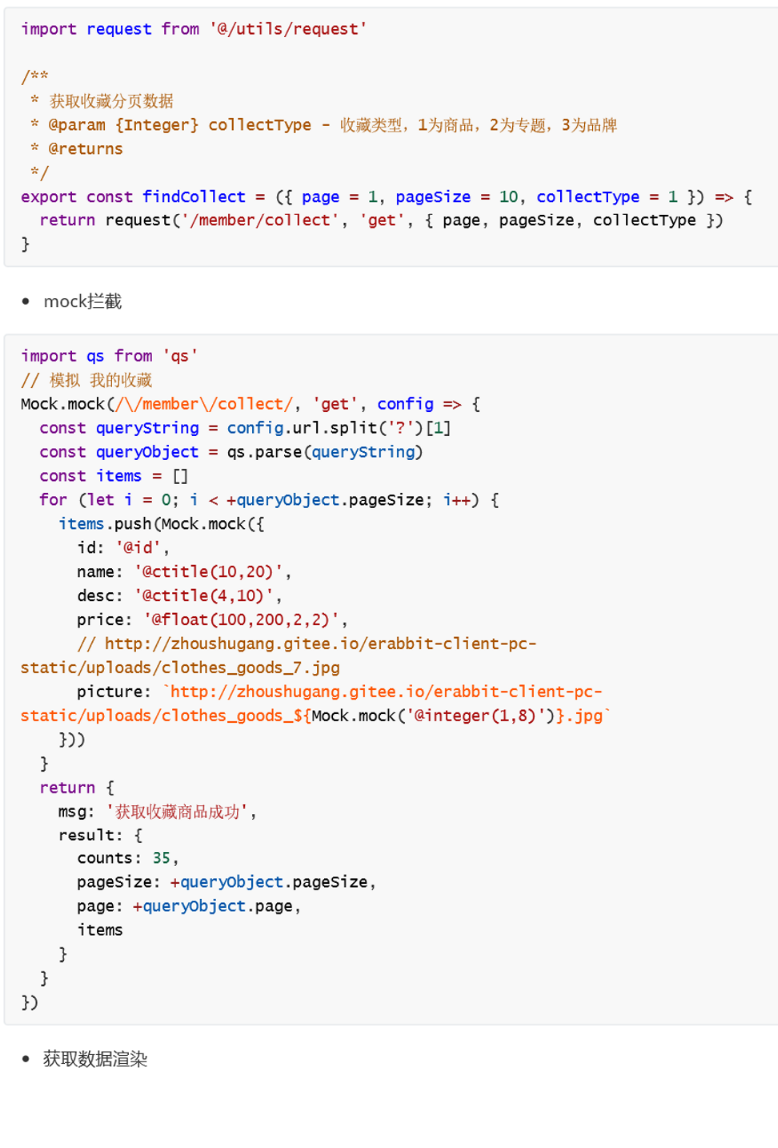 import request from '@/utils/request'
/**
 * 获取收藏分页数据
 * @param {Integer} collectType - 收藏类型，1为商品，2为专题，3为品牌
 * @returns
 */
export const findCollect = ({ page = 1, pageSize = 10, collectType = 1 }) => {
  return request('/member/collect', 'get', { page, pageSize, collectType })
}
• mock拦截
import qs from 'qs'
// 模拟 我的收藏
Mock.mock(/\/member\/collect/, 'get', config => {
  const queryString = config.url.split('?')[1]
  const queryObject = qs.parse(queryString)
  const items = []
  for (let i = 0; i < +queryObject.pageSize; i++) {
    items.push(Mock.mock({
      id: '@id',
      name: '@ctitle(10,20)',
      desc: '@ctitle(4,10)',
      price: '@float(100,200,2,2)',
      // http://zhoushugang.gitee.io/erabbit-client-pc-
static/uploads/clothes_goods_7.jpg
      picture: `http://zhoushugang.gitee.io/erabbit-client-pc-
static/uploads/clothes_goods_${Mock.mock('@integer(1,8)')}.jpg`
    }))
  }
  return {
    msg: '获取收藏商品成功',
    result: {
      counts: 35,
      pageSize: +queryObject.pageSize,
      page: +queryObject.page,
      items
    }
  }
})
• 获取数据渲染